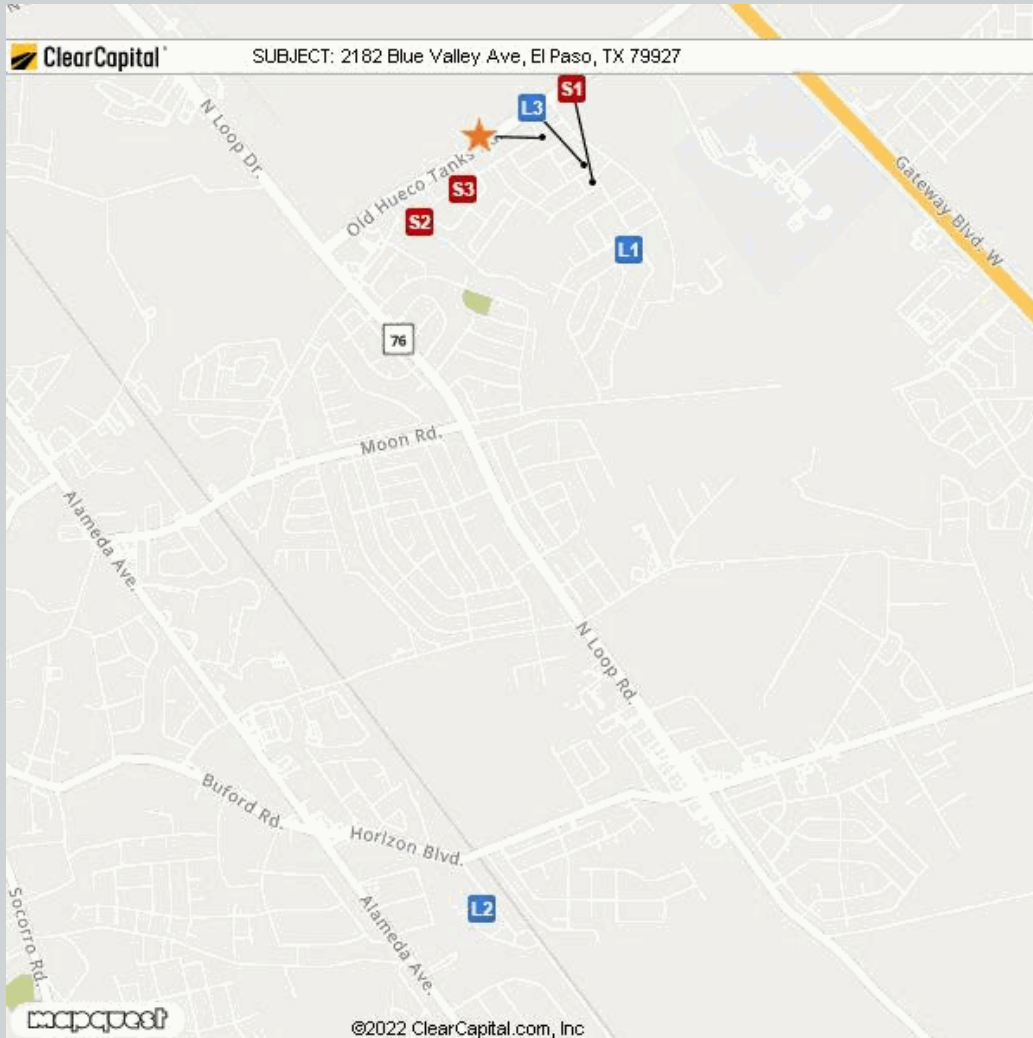 ClearCapital
SUBJECT: 2182 Blue Valley Ave, El Paso, TX 79927
S1
L3
N Loop Dr.
Old Hueco Tanks
S3
S2
Gateway Blvd. W
L1
76
Moon Rd.
Alameda Ave.
N Loop Rd.
Buford Rd.
Horizon Blvd.
Socorro Rd.
Alameda Ave.
L2
mapquest
©2022 ClearCapital.com, Inc